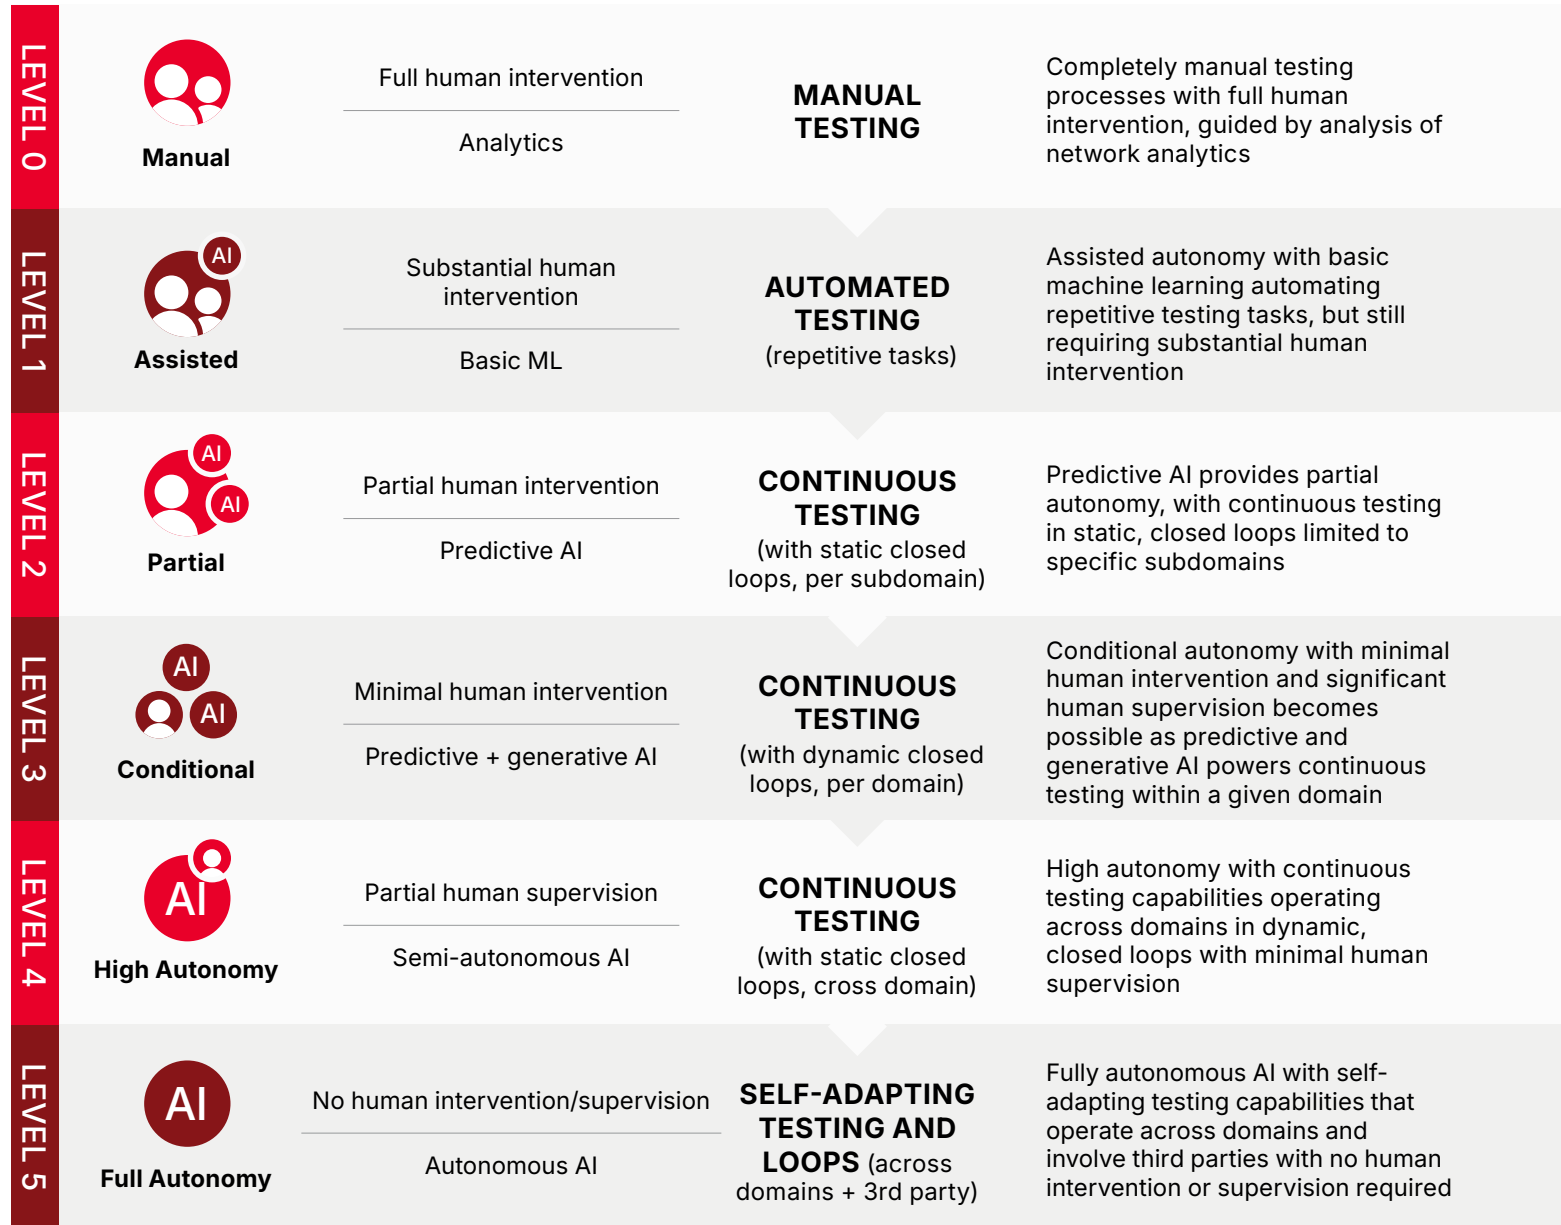 LEVEL 0
AI
Manual
Full human intervention
Analytics
MANUAL
TESTING
Completely manual testing
processes with full human
intervention, guided by analysis of
network analytics
LEVEL 1
AI
Assisted
Substantial human
intervention
Basic ML
AUTOMATED
TESTING
(repetitive tasks)
Assisted autonomy with basic
machine learning automating
repetitive testing tasks, but still
requiring substantial human
intervention
LEVEL 2
AI
AI
Partial
Partial human intervention
Predictive AI
CONTINUOUS
TESTING
(with static closed
loops, per subdomain)
Predictive AI provides partial
autonomy, with continuous testing
in static, closed loops limited to
specific subdomains
LEVEL 3
AI
AI
Conditional
Minimal human intervention
Predictive + generative AI
CONTINUOUS
TESTING
(with dynamic closed
loops, per domain)
Conditional autonomy with minimal
human intervention and significant
human supervision becomes
possible as predictive and
generative AI powers continuous
testing within a given domain
LEVEL 4
AI
High Autonomy
Partial human supervision
Semi-autonomous AI
CONTINUOUS
TESTING
(with static closed
loops, cross domain)
High autonomy with continuous
testing capabilities operating
across domains in dynamic,
closed loops with minimal human
supervision
LEVEL 5
AI
Full Autonomy
No human intervention/supervision
Autonomous AI
SELF-ADAPTING
TESTING AND
LOOPS (across
domains + 3rd party)
Fully autonomous AI with self-
adapting testing capabilities that
operate across domains and
involve third parties with no human
intervention or supervision required